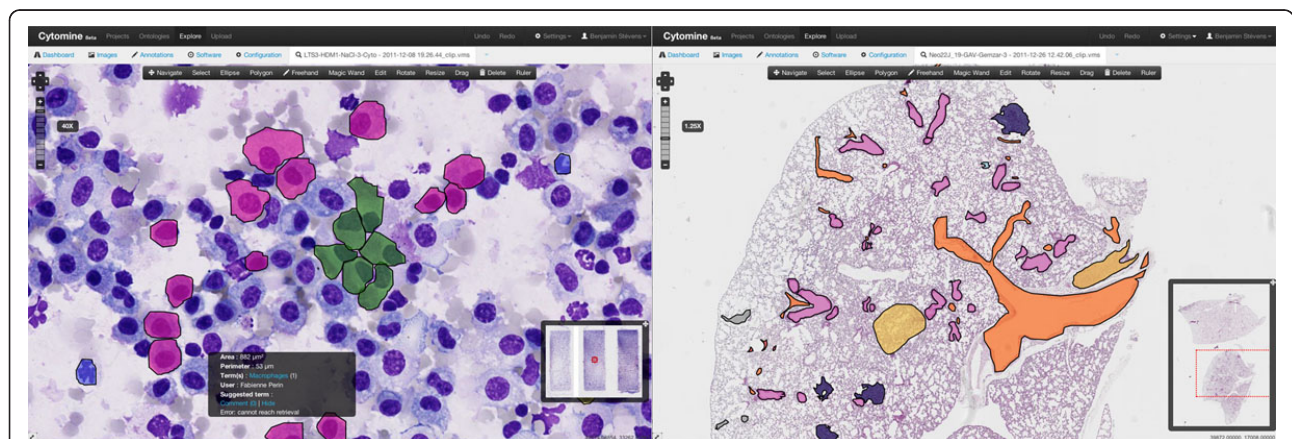 Cytomine Beta Projects Ontologies Explore Upload Undo Redo Settings Benjamin Stévens
Dashboard Images Annotations Software Configuration LTS3-HDM1-NaCl-3-Cyto - 2011-12-08 19.26.44_clip.vms
Navigate Select Ellipse Polygon Freehand Magic Wand Edit Rotate Resize Drag Delete Ruler
40X
Area : 882 µm²
Perimeter : 53 µm
Term(s) : Macrophages (1)
User : Fabienne Perin
Suggested term :
Comment (0) | Hide
Error: cannot reach retrieval
Cytomine Beta Projects Ontologies Explore Upload Undo Redo Settings Benjamin Stévens
Dashboard Images Annotations Software Configuration Neo22J_19-GAV-Gemzar-3 - 2011-12-26 12.42.06_clip.vms
Navigate Select Ellipse Polygon Freehand Magic Wand Edit Rotate Resize Drag Delete Ruler
1.25X